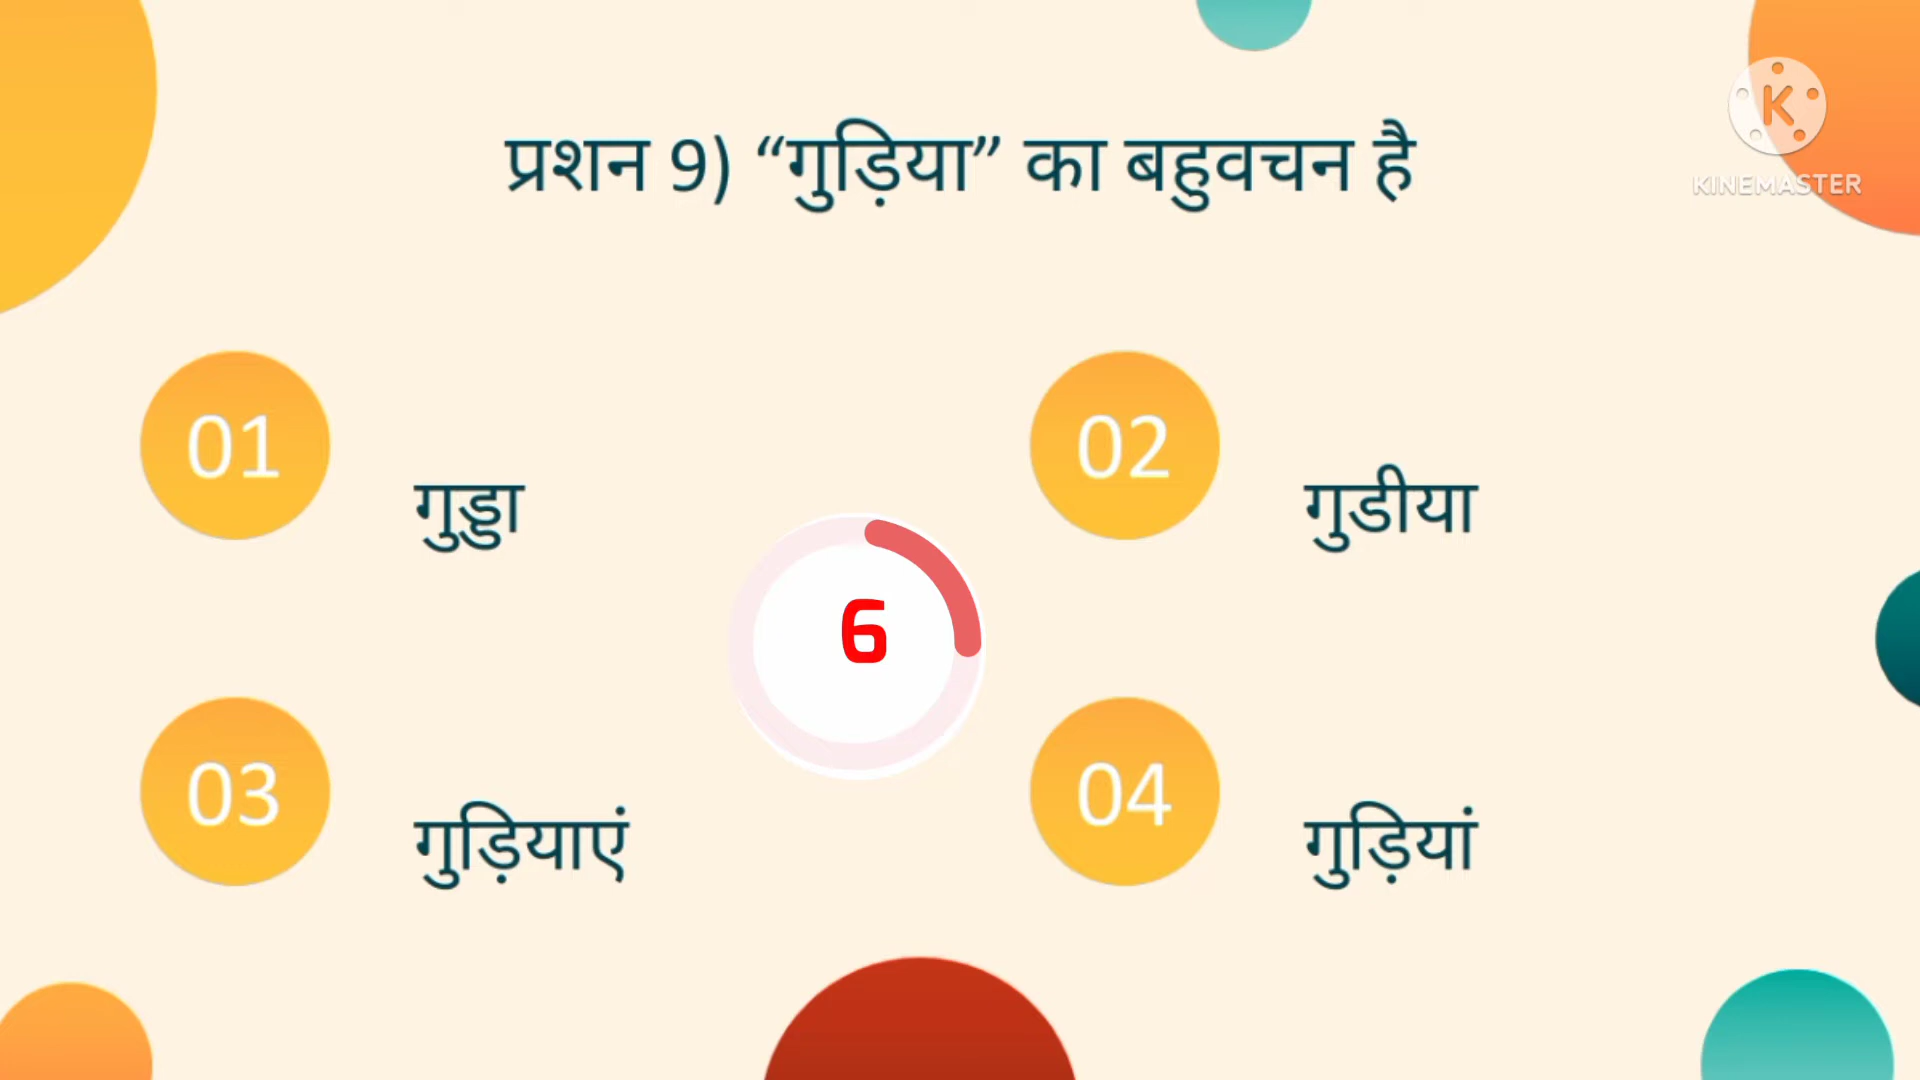 प्रशन 9) “गुड़िया” का बहुवचन है
KINEMASTER
01
गुड्डा
02
गुडीया
6
03
गुड़ियाएं
04
गुड़ियां